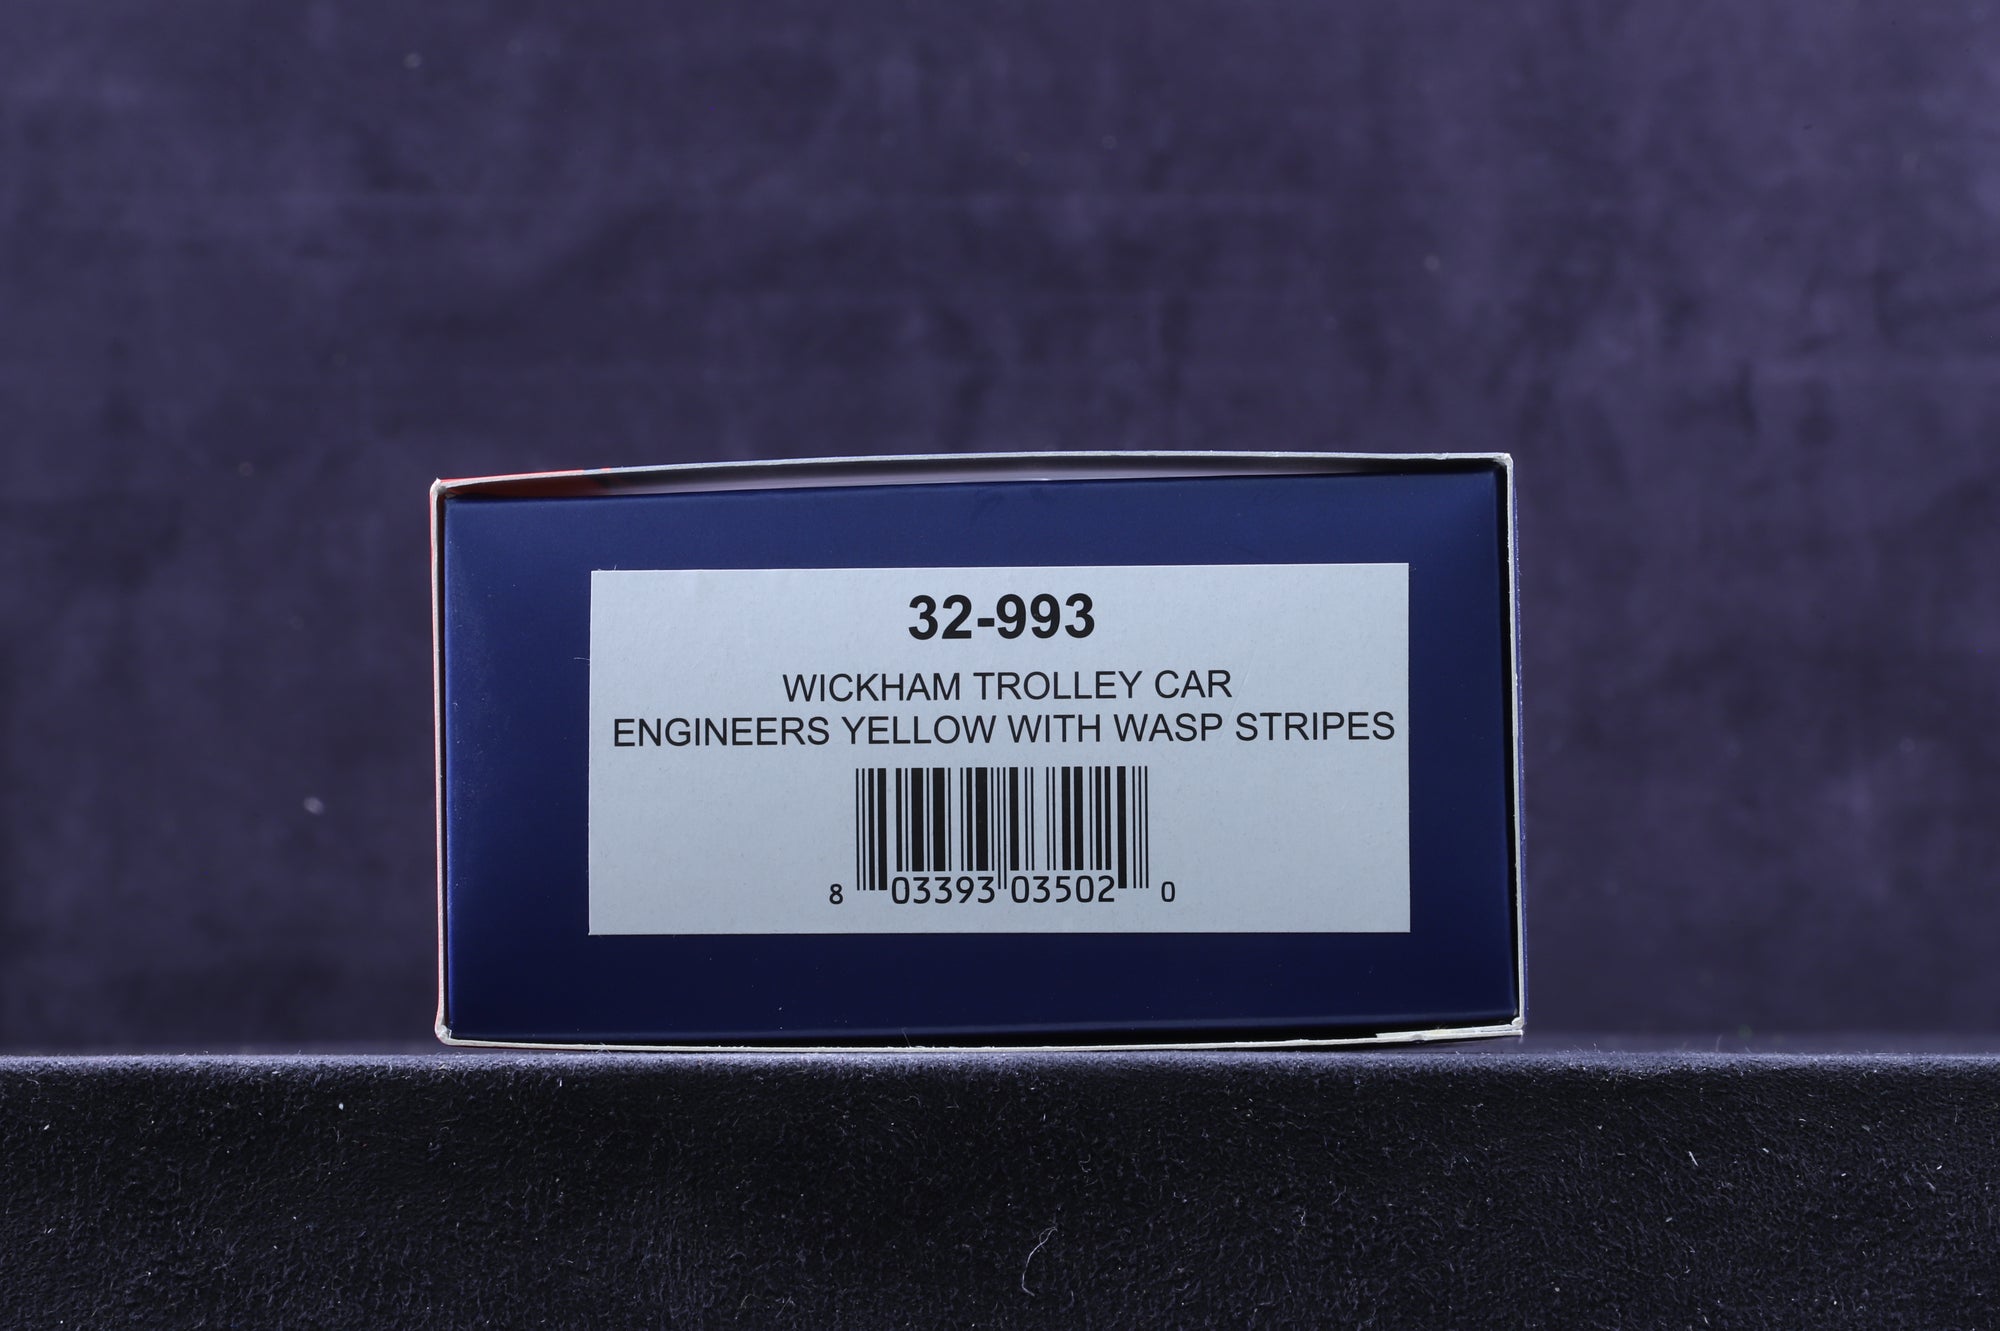 32-993
WICKHAM TROLLEY CAR
ENGINEERS YELLOW WITH WASP STRIPES
8 03393 03502 0